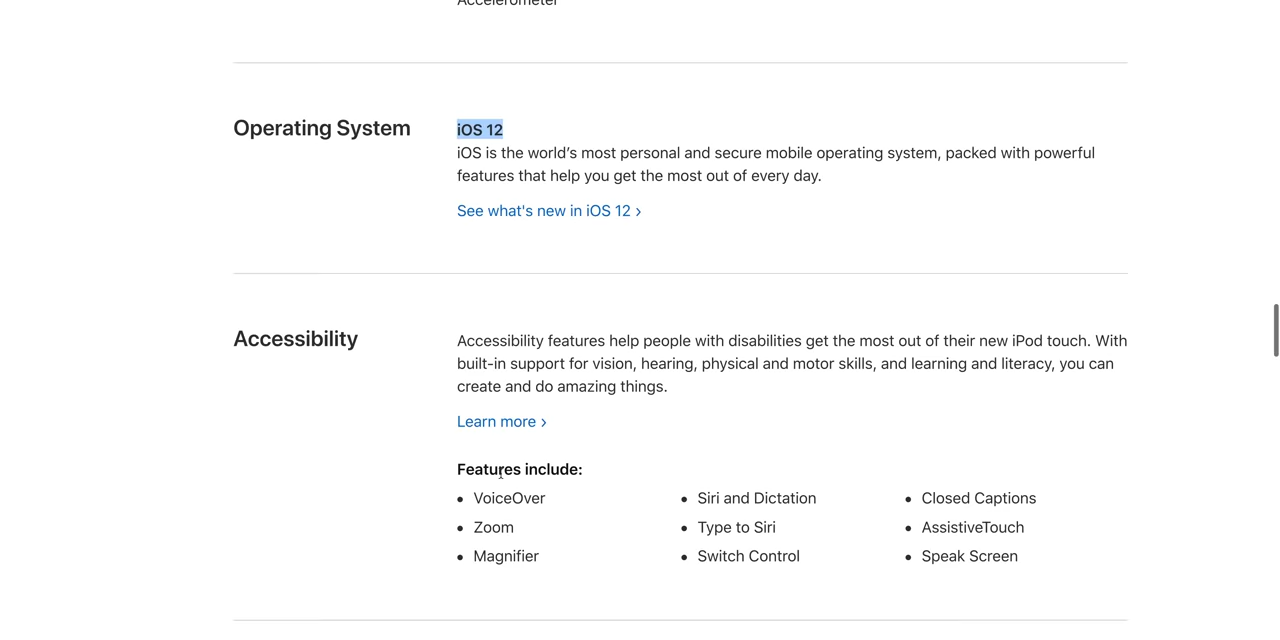 Accelerometer
Operating System
iOS 12
iOS is the world’s most personal and secure mobile operating system, packed with powerful
features that help you get the most out of every day.
See what's new in iOS 12 ›
Accessibility
Accessibility features help people with disabilities get the most out of their new iPod touch. With
built-in support for vision, hearing, physical and motor skills, and learning and literacy, you can
create and do amazing things.
Learn more ›
Features include:
• VoiceOver
• Zoom
• Magnifier
• Siri and Dictation
• Type to Siri
• Switch Control
• Closed Captions
• AssistiveTouch
• Speak Screen